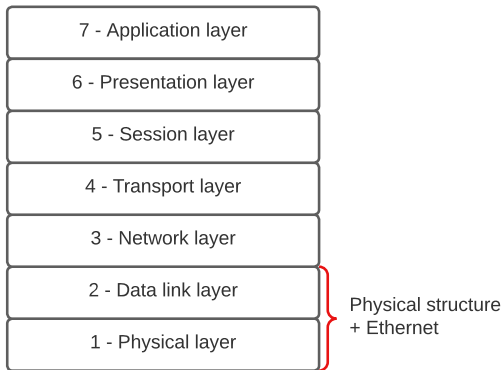 7 - Application layer
6 - Presentation layer
5 - Session layer
4 - Transport layer
3 - Network layer
2 - Data link layer
1 - Physical layer
Physical structure
+ Ethernet